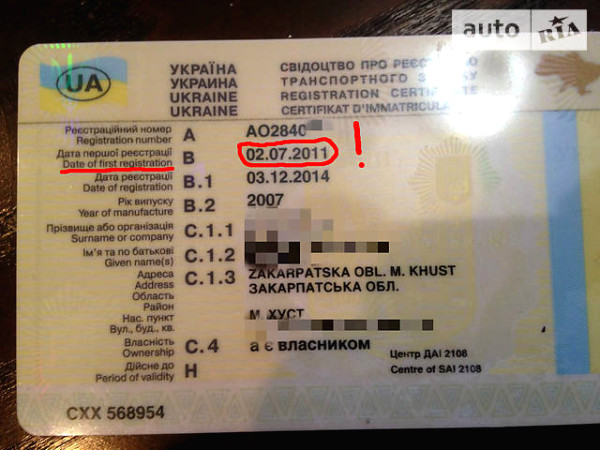 auto RIA
UA
УКРАЇНА
УКРАИНА
UKRAINE
UKRAINE
СВІДОЦТВО ПРО РЕЄСТРАЦІЮ
ТРАНСПОРТНОГО
REGISTRATION CERTIFICATE
CERTIFIKAT D'IMMATRICULA
Реєстраційний номер
Registration number A AO2840
Дата першої реєстрації
Date of first registration B 02.07.2011 !
Дата реєстрації
Date of registration B.1 03.12.2014
Рік випуску
Year of manufacture B.2 2007
Прізвище або організація
Surname or company C.1.1
Ім'я та по батькові
Given name(s) C.1.2
Адреса C.1.3 ZAKARPATSKA OBL. M. KHUST
Address ЗАКАРПАТСЬКА ОБЛ.
Область
Район
Нас. пункт М. ХУСТ
Вул., буд., кв.
Власність
Ownership C.4 а є власником
Дійсне до
Period of validity H
Центр ДАІ 2108
Centre of SAI 2108
CXX 568954